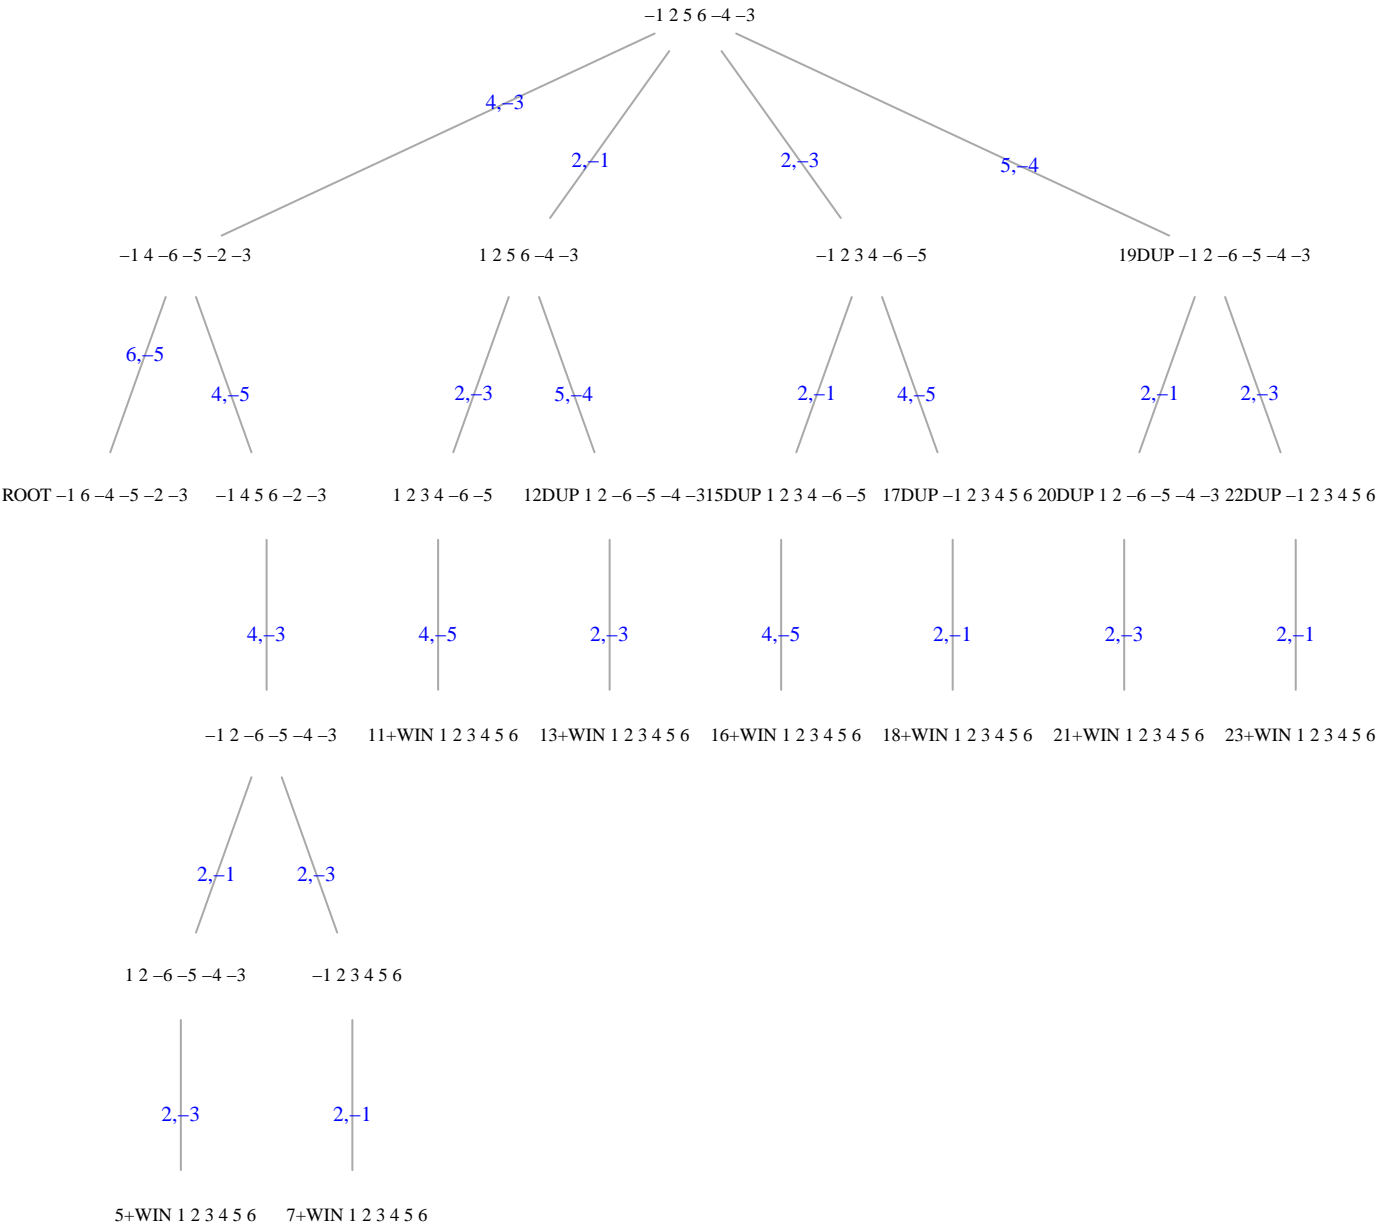 –1 2 5 6 –4 –3
4,–3
2,–1
2,–3
5,–4
–1 4 –6 –5 –2 –3
1 2 5 6 –4 –3
–1 2 3 4 –6 –5
19DUP –1 2 –6 –5 –4 –3
6,–5
4,–5
2,–3
5,–4
2,–1
4,–5
2,–1
2,–3
ROOT –1 6 –4 –5 –2 –3
–1 4 5 6 –2 –3
1 2 3 4 –6 –5
12DUP 1 2 –6 –5 –4 –3
15DUP 1 2 3 4 –6 –5
17DUP –1 2 3 4 5 6
20DUP 1 2 –6 –5 –4 –3
22DUP –1 2 3 4 5 6
4,–3
4,–5
2,–3
4,–5
2,–1
2,–3
2,–1
–1 2 –6 –5 –4 –3
11+WIN 1 2 3 4 5 6
13+WIN 1 2 3 4 5 6
16+WIN 1 2 3 4 5 6
18+WIN 1 2 3 4 5 6
21+WIN 1 2 3 4 5 6
23+WIN 1 2 3 4 5 6
2,–1
2,–3
1 2 –6 –5 –4 –3
–1 2 3 4 5 6
2,–3
2,–1
5+WIN 1 2 3 4 5 6
7+WIN 1 2 3 4 5 6